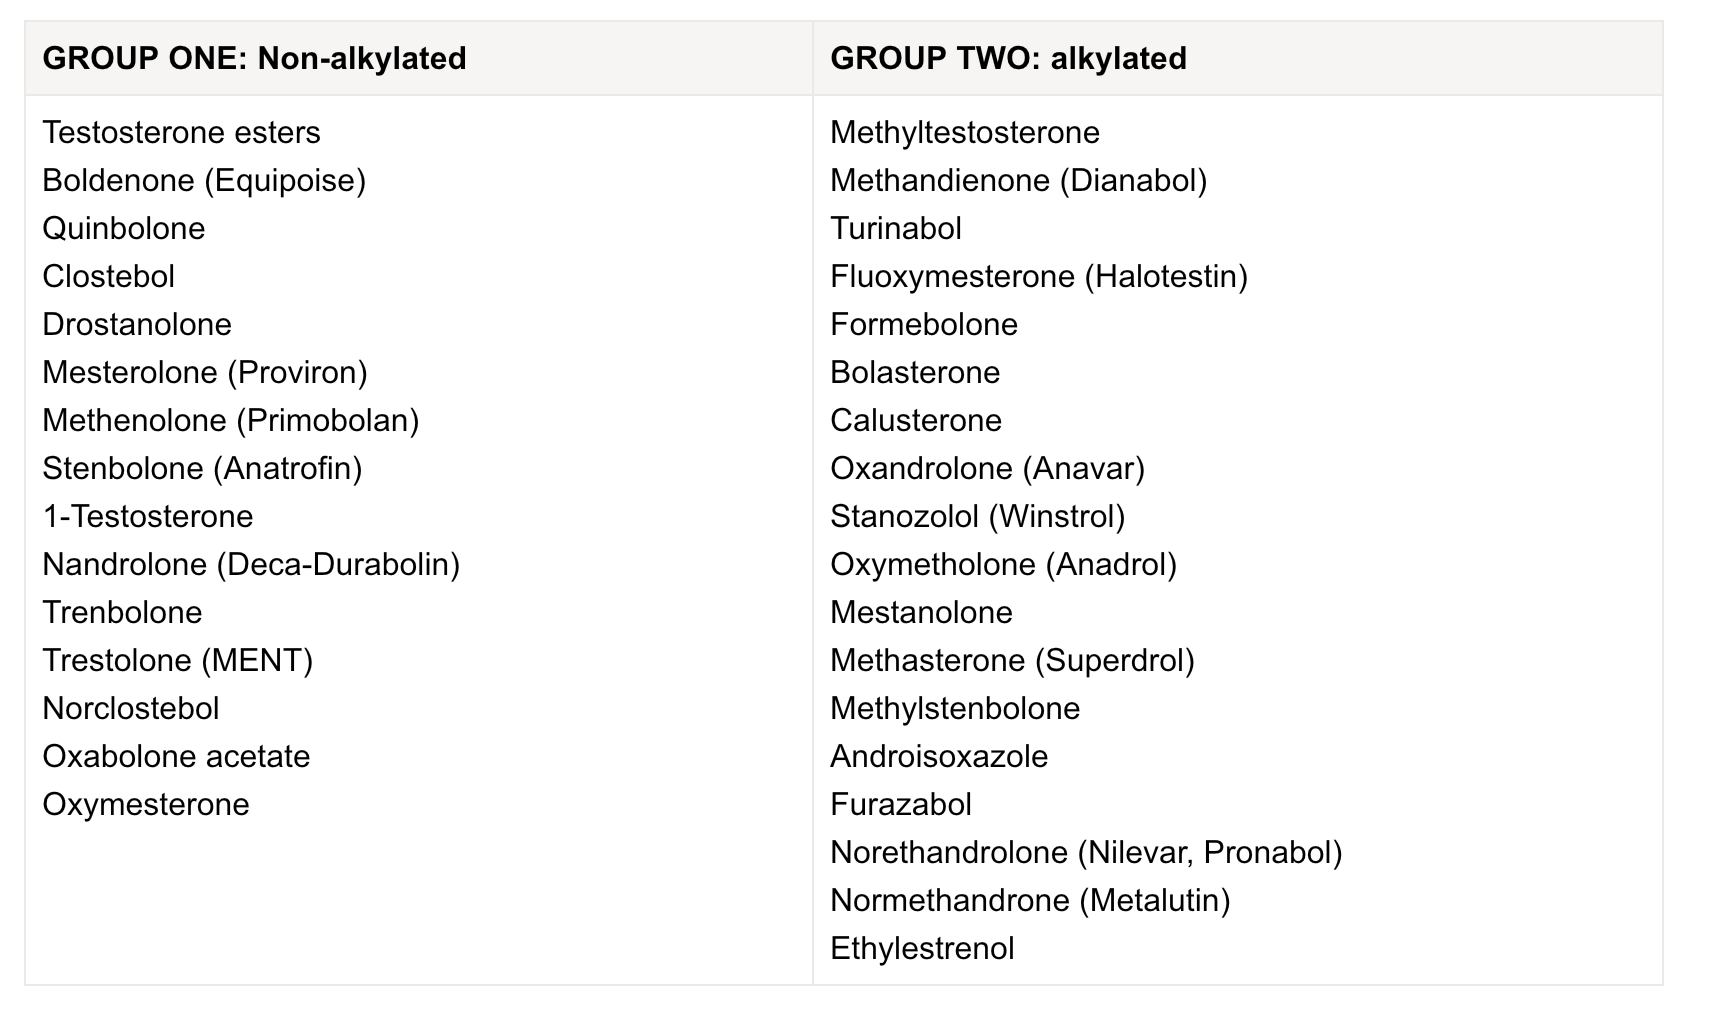 GROUP ONE: Non-alkylated
Testosterone esters
Boldenone (Equipoise)
Quinbolone
Clostebol
Drostanolone
Mesterolone (Proviron)
Methenolone (Primobolan)
Stenbolone (Anatrofin)
1-Testosterone
Nandrolone (Deca-Durabolin)
Trenbolone
Trestolone (MENT)
Norclostebol
Oxabolone acetate
Oxymesterone
GROUP TWO: alkylated
Methyltestosterone
Methandienone (Dianabol)
Turinabol
Fluoxymesterone (Halotestin)
Formebolone
Bolasterone
Calusterone
Oxandrolone (Anavar)
Stanozolol (Winstrol)
Oxymetholone (Anadrol)
Mestanolone
Methasterone (Superdrol)
Methylstenbolone
Androisoxazole
Furazabol
Norethandrolone (Nilevar, Pronabol)
Normethandrone (Metalutin)
Ethylestrenol